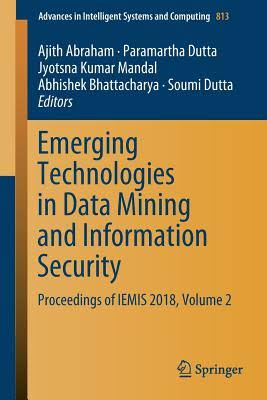 Advances in Intelligent Systems and Computing 813
Ajith Abraham · Paramartha Dutta
Jyotsna Kumar Mandal
Abhishek Bhattacharya · Soumi Dutta
Editors
Emerging
Technologies
in Data Mining
and Information
Security
Proceedings of IEMIS 2018, Volume 2
Springer